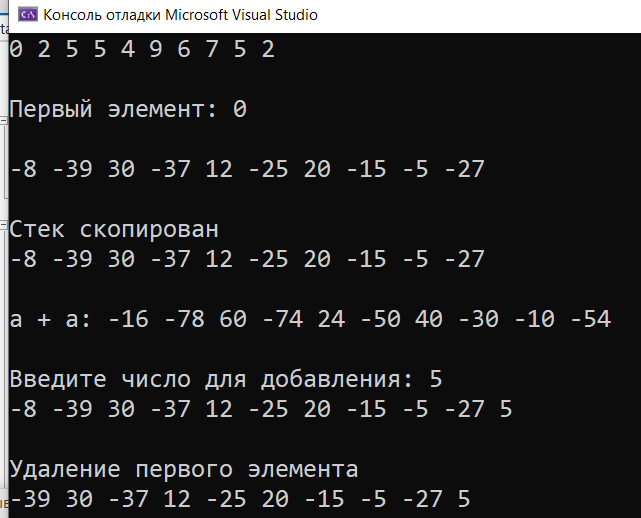 Консоль отладки Microsoft Visual Studio
0 2 5 5 4 9 6 7 5 2
Первый элемент: 0
-8 -39 30 -37 12 -25 20 -15 -5 -27
Стек скопирован
-8 -39 30 -37 12 -25 20 -15 -5 -27
a + a: -16 -78 60 -74 24 -50 40 -30 -10 -54
Введите число для добавления: 5
-8 -39 30 -37 12 -25 20 -15 -5 -27 5
Удаление первого элемента
-39 30 -37 12 -25 20 -15 -5 -27 5